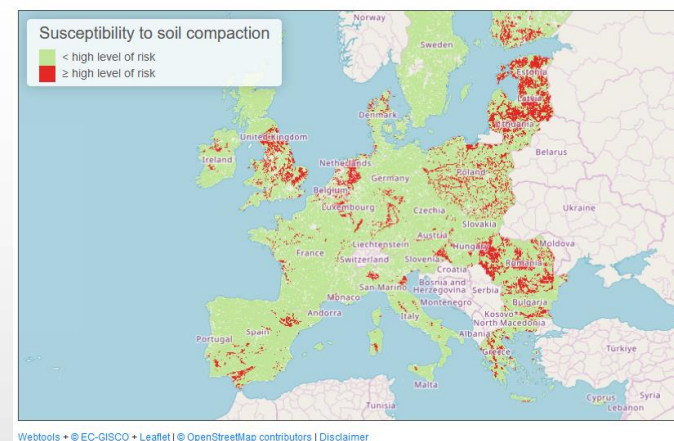 Susceptibility to soil compaction
< high level of risk
≥ high level of risk
Norway
Sweden
Estonia
Latvia
Lithuania
Denmark
United Kingdom
Ireland
Netherlands
Belarus
Poland
Germany
Belgium
Luxembourg
Czechia
Ukraine
Slovakia
Austria
Liechtenstein
Hungary
Moldova
France
Switzerland
Slovenia
Romania
Croatia
San Marino
Bosnia and
Herzegovina
Serbia
Monaco
Montenegro
Bulgaria
Andorra
Italy
Kosovo*
North Macedonia
Portugal
Spain
Albania
Greece
Türkiye
Malta
Tunisia
Cyprus
Syria
Lebanon
Webtools + © EC-GISCO + Leaflet | © OpenStreetMap contributors | Disclaimer